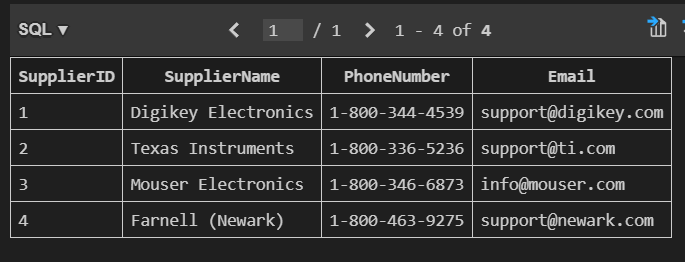 SQL ▼ < 1 / 1 > 1 - 4 of 4
SupplierID SupplierName PhoneNumber Email
1 Digikey Electronics 1-800-344-4539 support@digikey.com
2 Texas Instruments 1-800-336-5236 support@ti.com
3 Mouser Electronics 1-800-346-6873 info@mouser.com
4 Farnell (Newark) 1-800-463-9275 support@newark.com